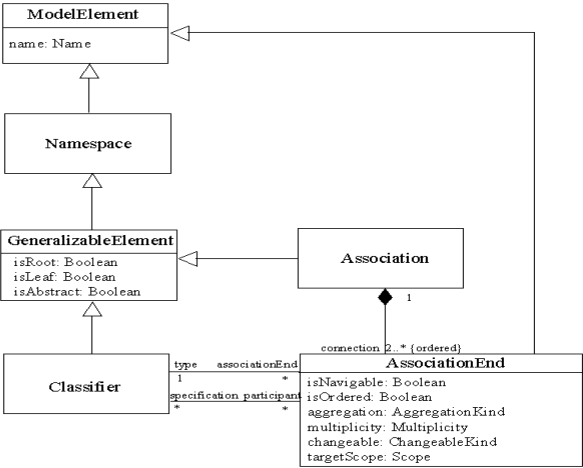 ModelElement
name: Name
Namespace
GeneralizableElement
isRoot: Boolean
isLeaf: Boolean
isAbstract: Boolean
Association
1
connection 2..* {ordered}
Classifier
type associationEnd
1 *
specification participant
* *
AssociationEnd
isNavigable: Boolean
isOrdered: Boolean
aggregation: AggregationKind
multiplicity: Multiplicity
changeable: ChangeableKind
targetScope: Scope